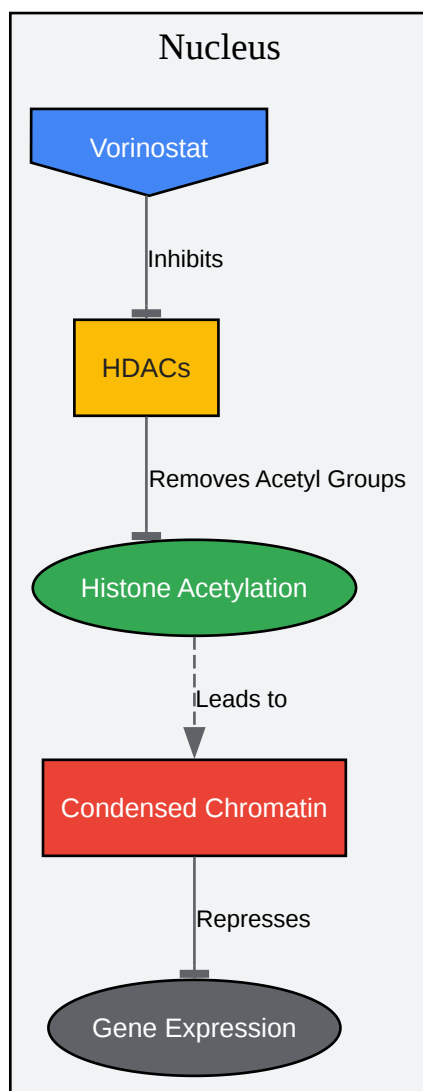 Nucleus
Vorinostat
Inhibits
HDACs
Removes Acetyl Groups
Histone Acetylation
Leads to
Condensed Chromatin
Represses
Gene Expression